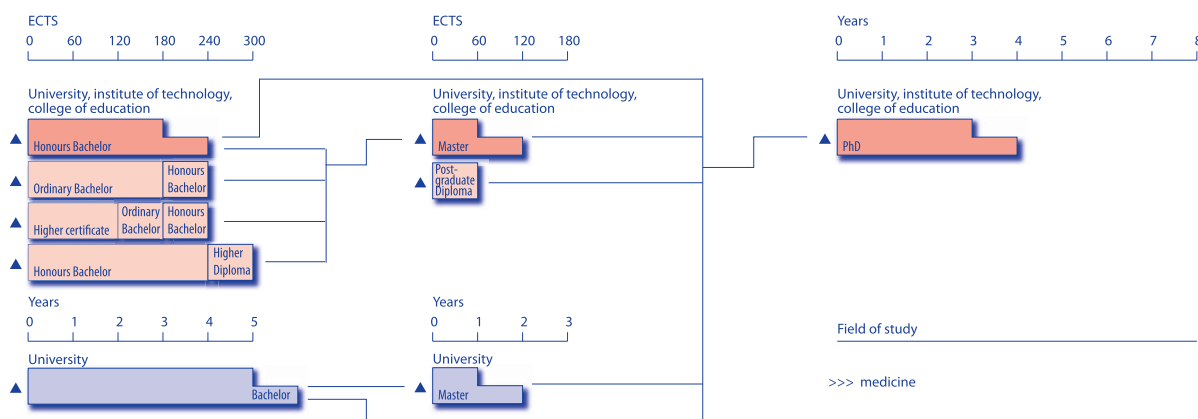 ECTS
0 60 120 180 240 300
University, institute of technology,
college of education
Honours Bachelor
Ordinary Bachelor
Honours
Bachelor
Higher certificate
Ordinary
Bachelor
Honours
Bachelor
Honours Bachelor
Higher
Diploma
Years
0 1 2 3 4 5
University
Bachelor
ECTS
0 60 120 180
University, institute of technology,
college of education
Master
Post-
graduate
Diploma
Years
0 1 2 3
University
Master
Years
0 1 2 3 4 5 6 7 8
University, institute of technology,
college of education
PhD
Field of study
>>> medicine